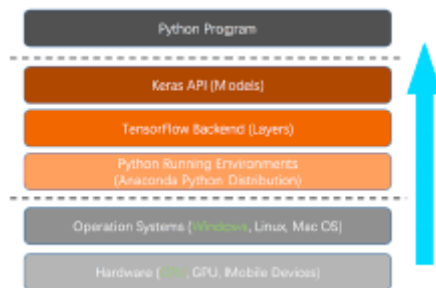 Python Program
Keras API (Models)
TensorFlow Backend (Layers)
Python Running Environments
(Anaconda Python Distribution)
Operation Systems (Windows, Linux, Mac OS)
Hardware (, GPU, Mobile Devices)